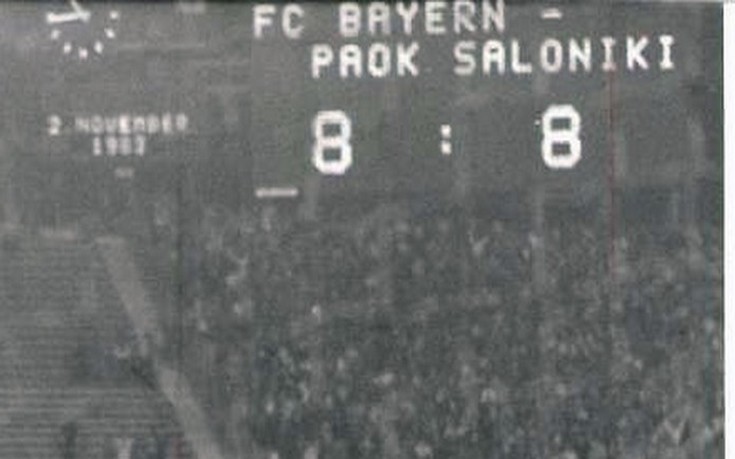 FC BAYERN -
PAOK SALONIKI
2. NOVEMBER
1983
8 : 8